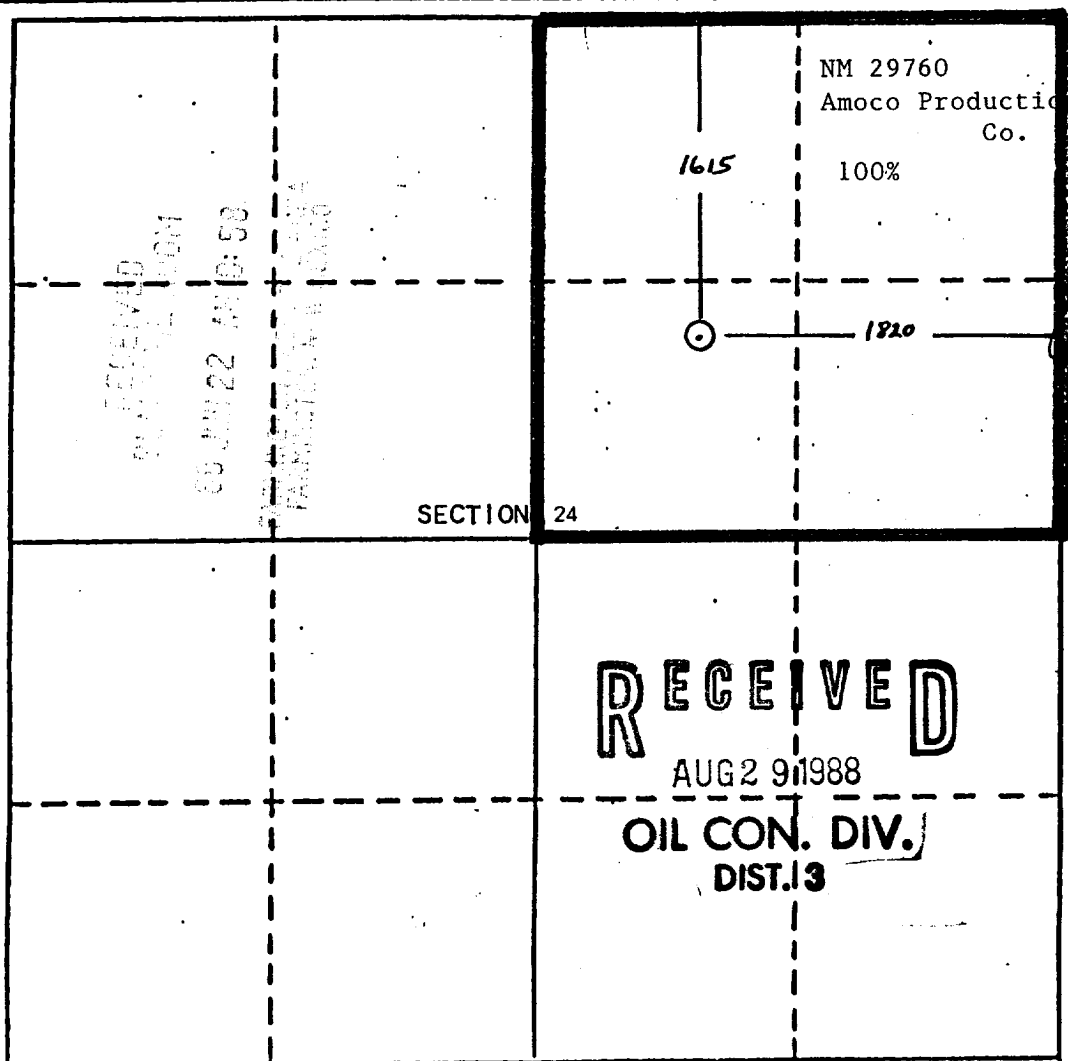 NM 29760
Amoco Productio
Co.
100%
1615
1820
SECTION 24
RECEIVED
RECEIVED
AUG 29 1988
OIL CON. DIV.
DIST. 3